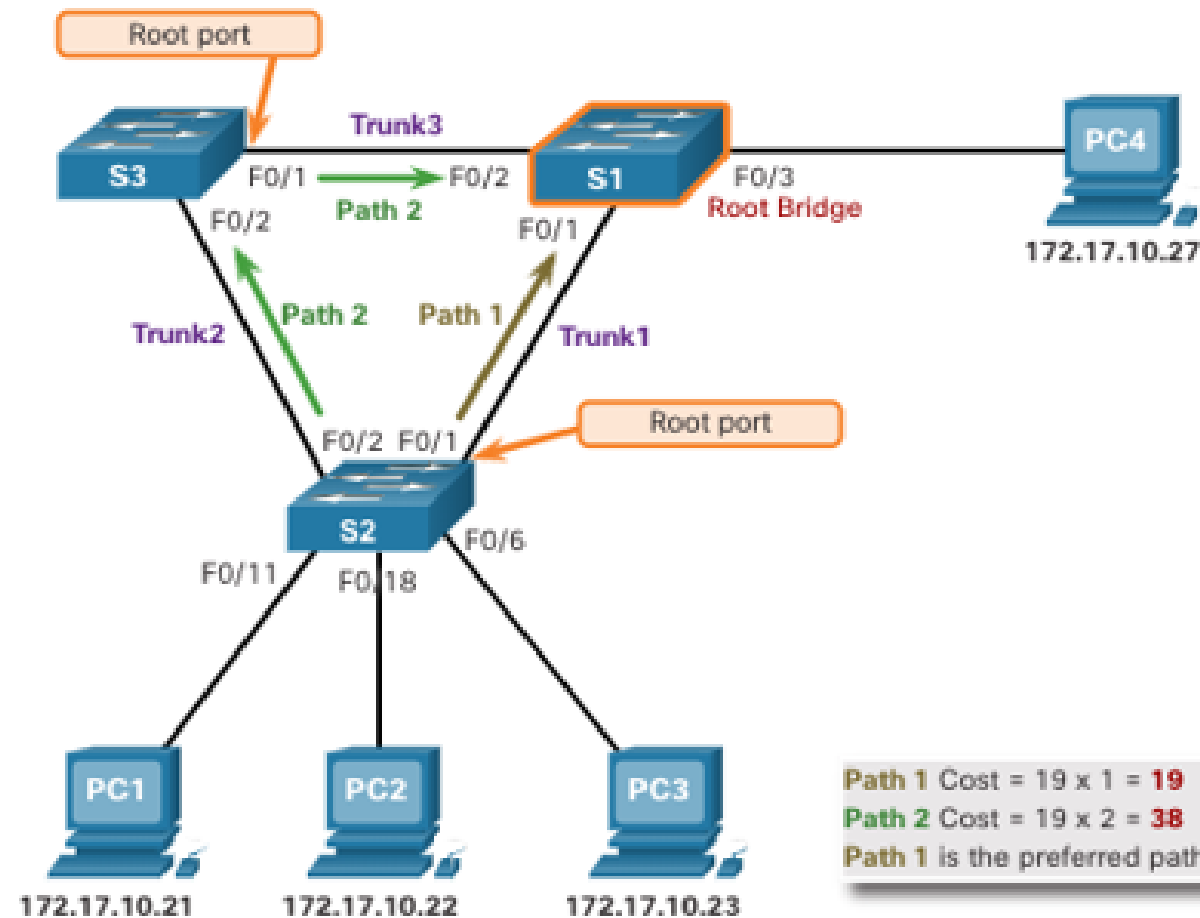 Root port
Trunk3
S3
F0/1
F0/2
S1
PC4
Path 2
F0/3
Root Bridge
F0/2
F0/1
172.17.10.27
Path 2
Path 1
Trunk2
Trunk1
Root port
F0/2 F0/1
S2
F0/6
F0/11
F0/18
PC1
PC2
PC3
Path 1 Cost = 19 x 1 = 19
Path 2 Cost = 19 x 2 = 38
Path 1 is the preferred path
172.17.10.21
172.17.10.22
172.17.10.23